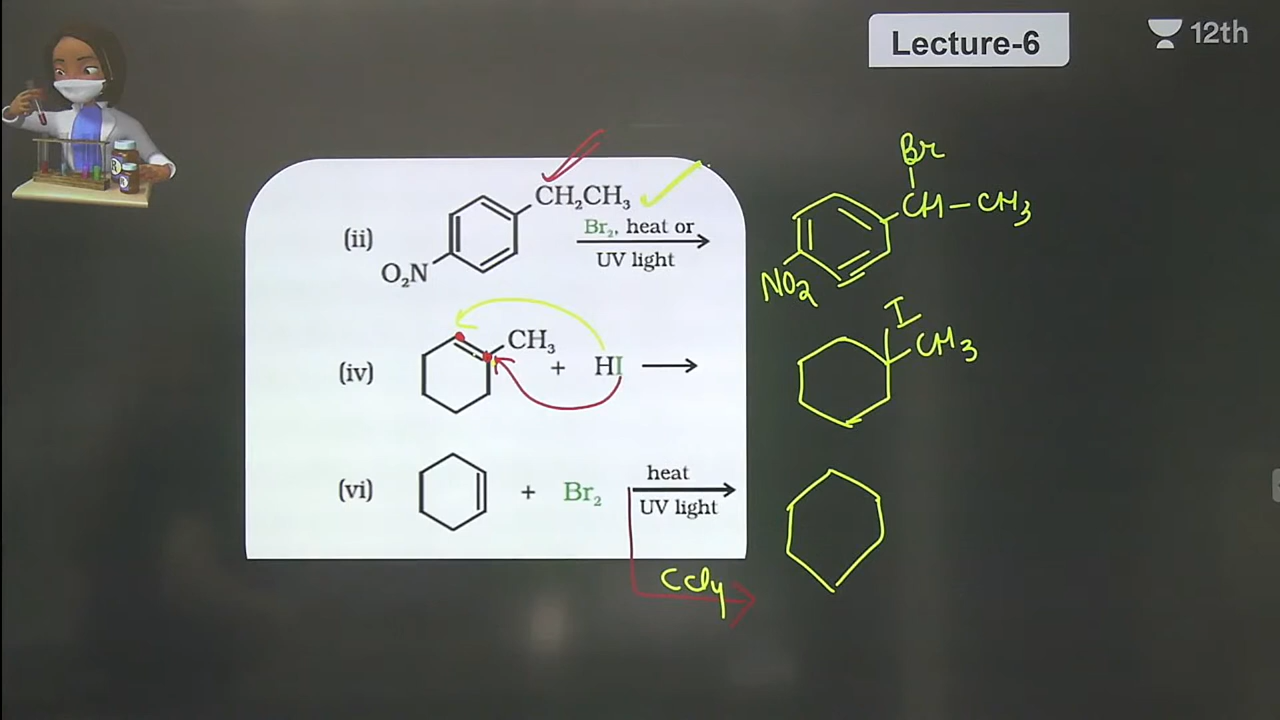 Lecture-6
12th
Br
CH₂CH₃
(ii)
O₂N
Br₂, heat or
UV light
CH–CH₃
NO₂
I
(iv)
CH₃
+ HI
CH₃
(vi)
+ Br₂
heat
UV light
CCl₄